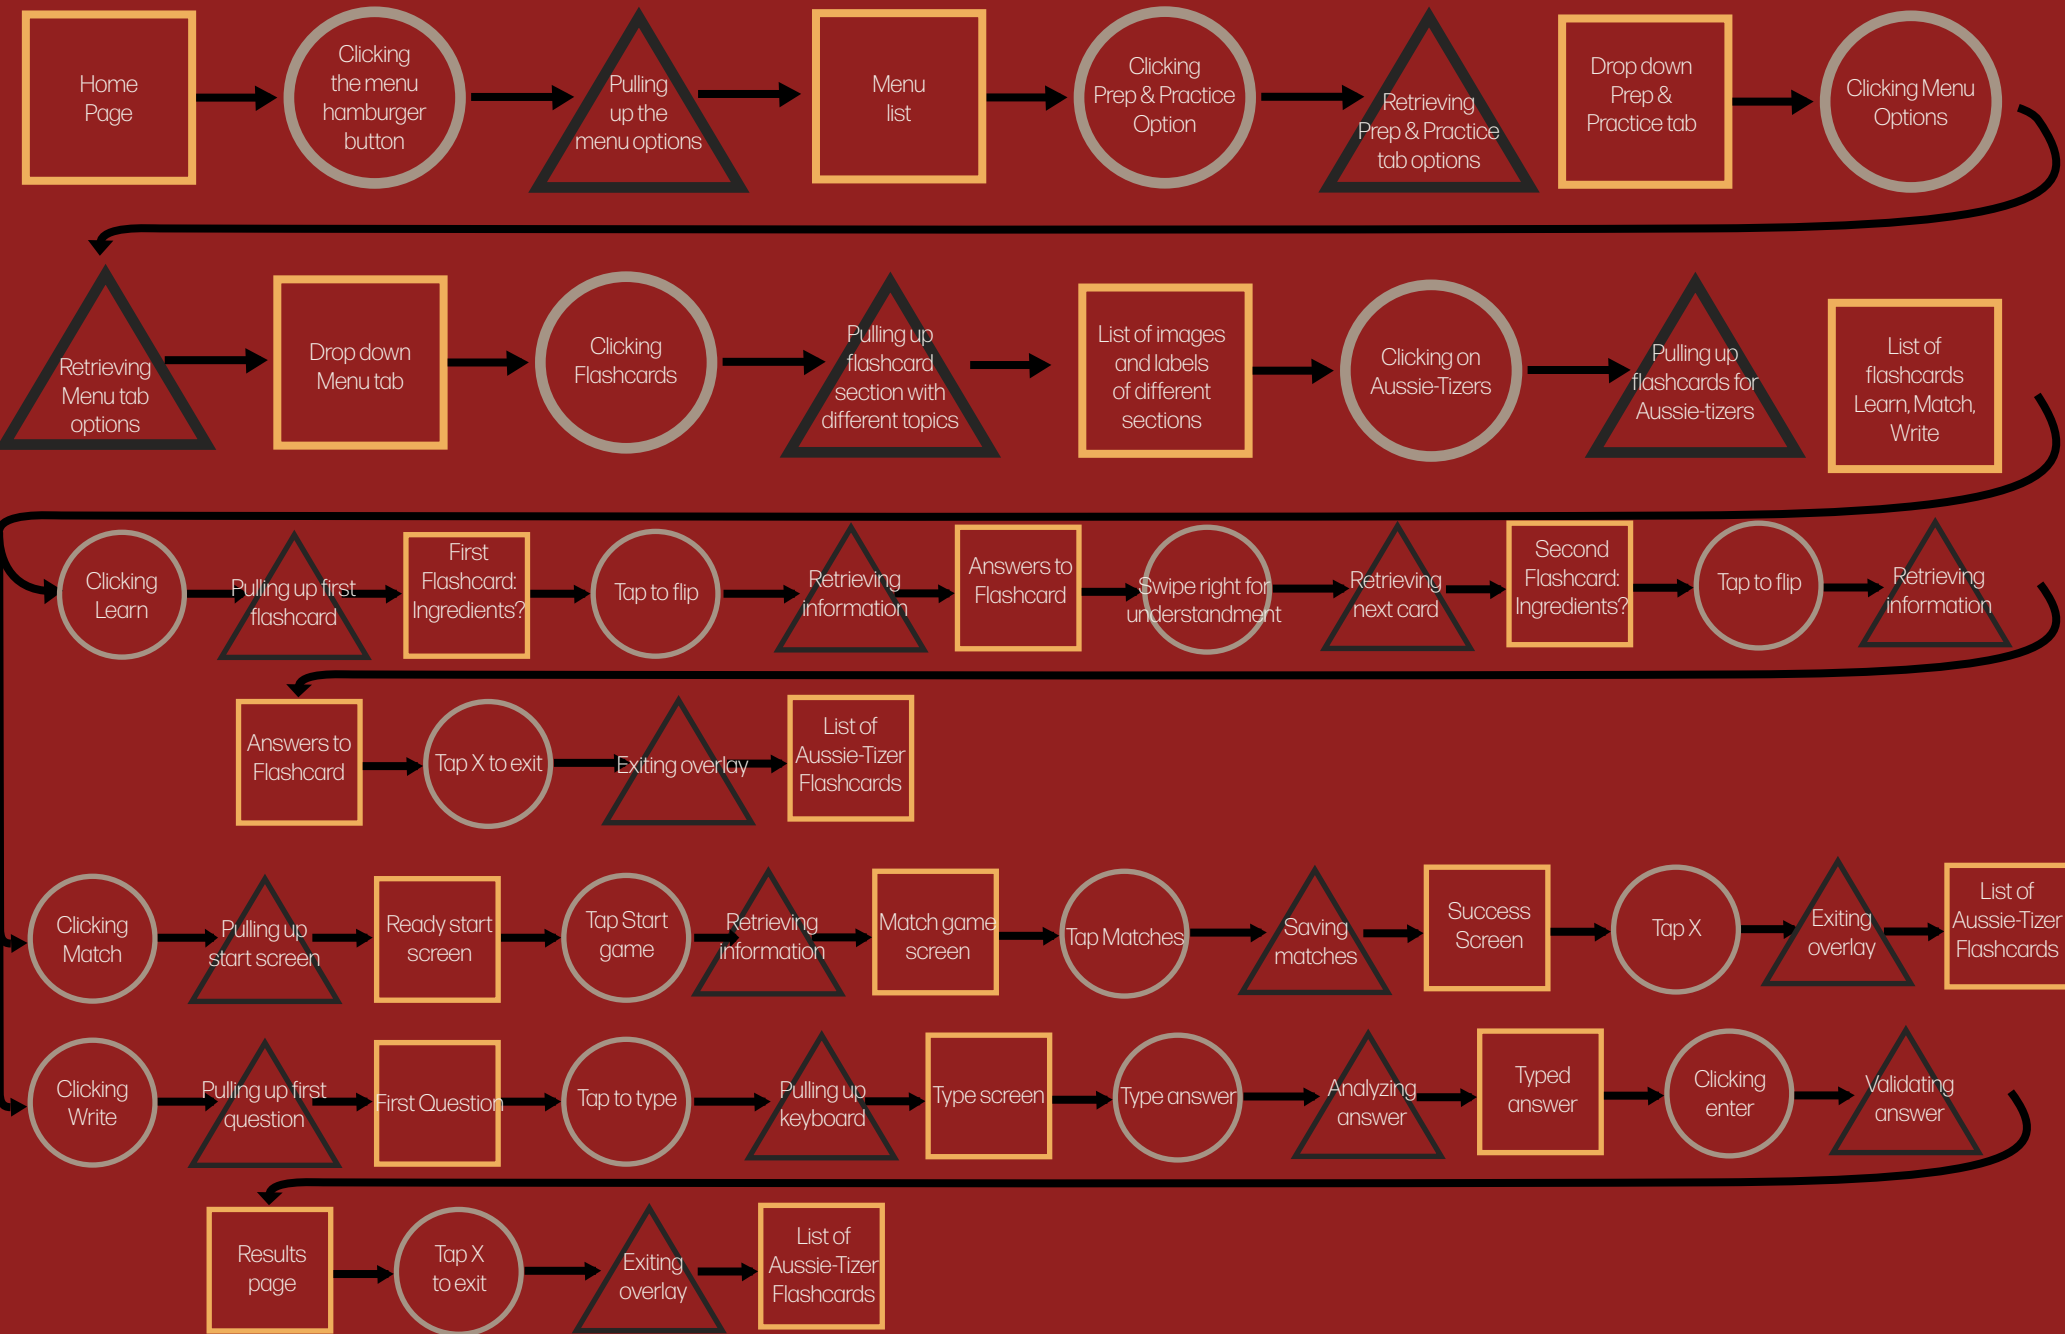 Home
Page
Clicking
the menu
hamburger
button
Pulling
up the
menu options
Menu
list
Clicking
Prep & Practice
Option
Retrieving
Prep & Practice
tab options
Drop down
Prep &
Practice tab
Clicking Menu
Options
Retrieving
Menu tab
options
Drop down
Menu tab
Clicking
Flashcards
Pulling up
flashcard
section with
different topics
List of images
and labels
of different
sections
Clicking on
Aussie-Tizers
Pulling up
flashcards for
Aussie-tizers
List of
flashcards
Learn, Match,
Write
Clicking
Learn
Pulling up first
flashcard
First
Flashcard:
Ingredients?
Tap to flip
Retrieving
information
Answers to
Flashcard
Swipe right for
understandment
Retrieving
next card
Second
Flashcard:
Ingredients?
Tap to flip
Retrieving
information
Answers to
Flashcard
Tap X to exit
Exiting overlay
List of
Aussie-Tizer
Flashcards
Clicking
Match
Pulling up
start screen
Ready start
screen
Tap Start
game
Retrieving
information
Match game
screen
Tap Matches
Saving
matches
Success
Screen
Tap X
Exiting
overlay
List of
Aussie-Tizer
Flashcards
Clicking
Write
Pulling up first
question
First Question
Tap to type
Pulling up
keyboard
Type screen
Type answer
Analyzing
answer
Typed
answer
Clicking
enter
Validating
answer
Results
page
Tap X
to exit
Exiting
overlay
List of
Aussie-Tizer
Flashcards